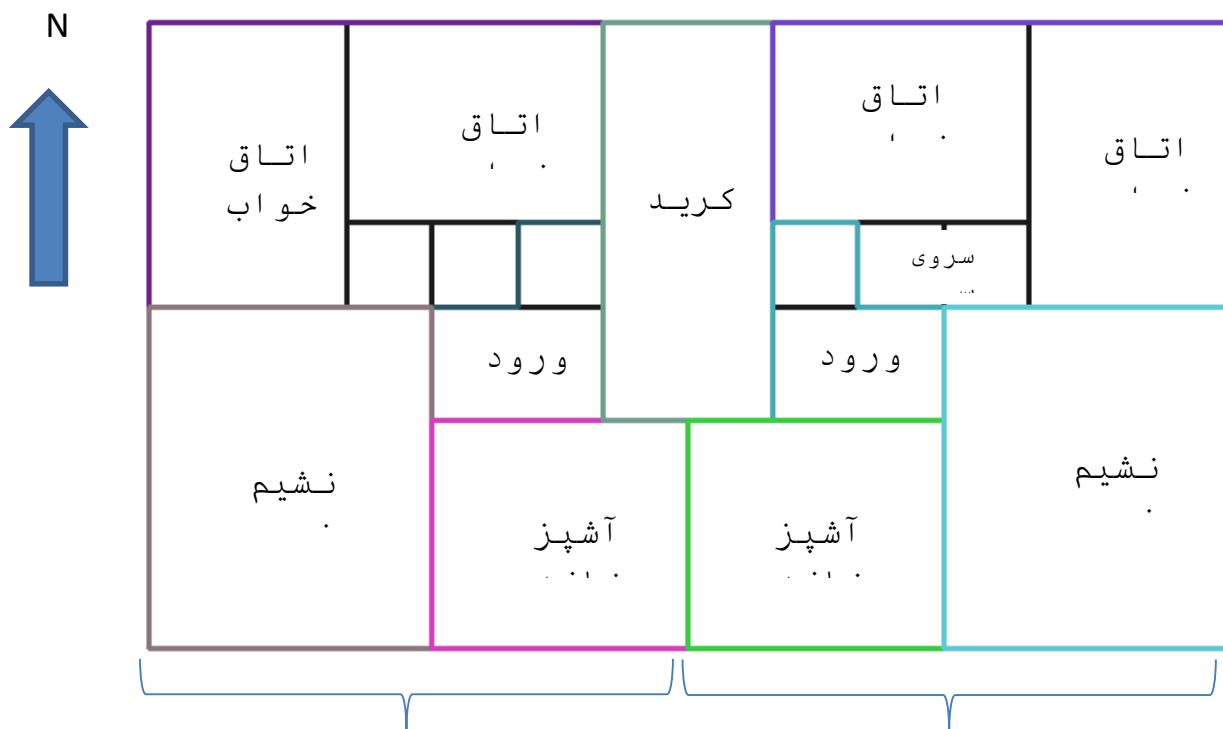 N
اتاق
اتاق
اتاق
اتاق
خواب
کرید
سروی
ورود
ورود
نشیم
نشیم
آشپز
آشپز